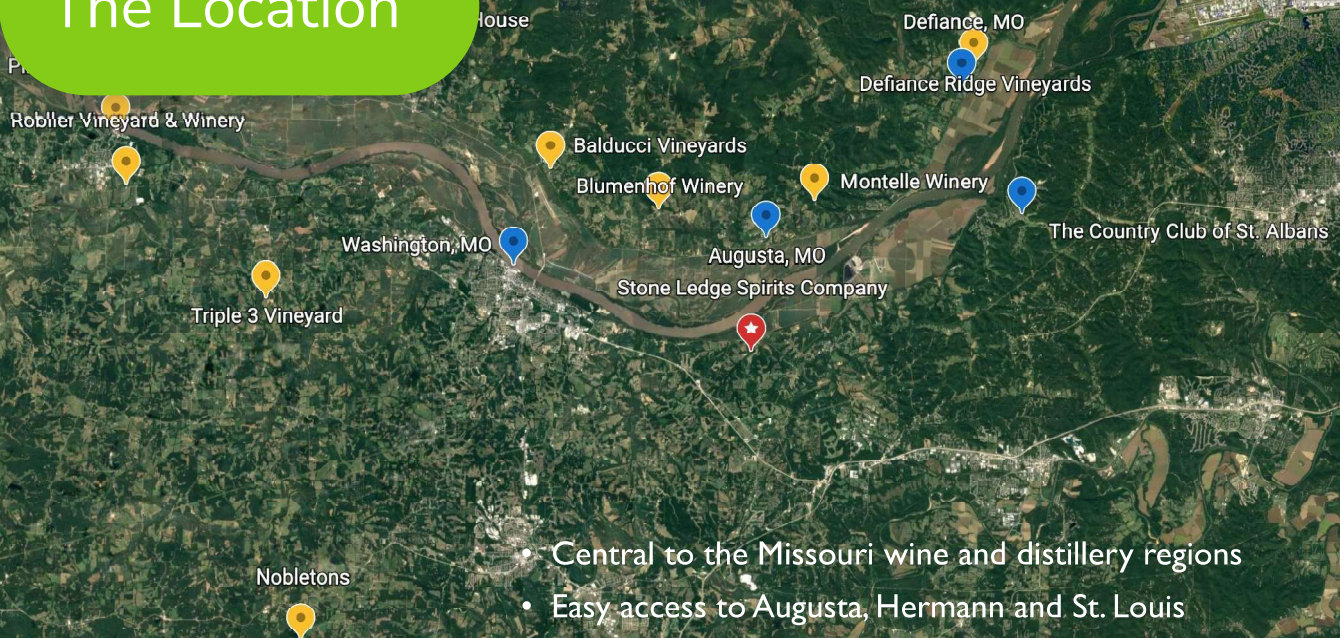 The Location
House
Defiance, MO
Defiance Ridge Vineyards
Robller Vineyard & Winery
Balducci Vineyards
Blumenhof Winery
Montelle Winery
The Country Club of St. Albans
Washington, MO
Augusta, MO
Stone Ledge Spirits Company
Triple 3 Vineyard
Nobletons
• Central to the Missouri wine and distillery regions
• Easy access to Augusta, Hermann and St. Louis